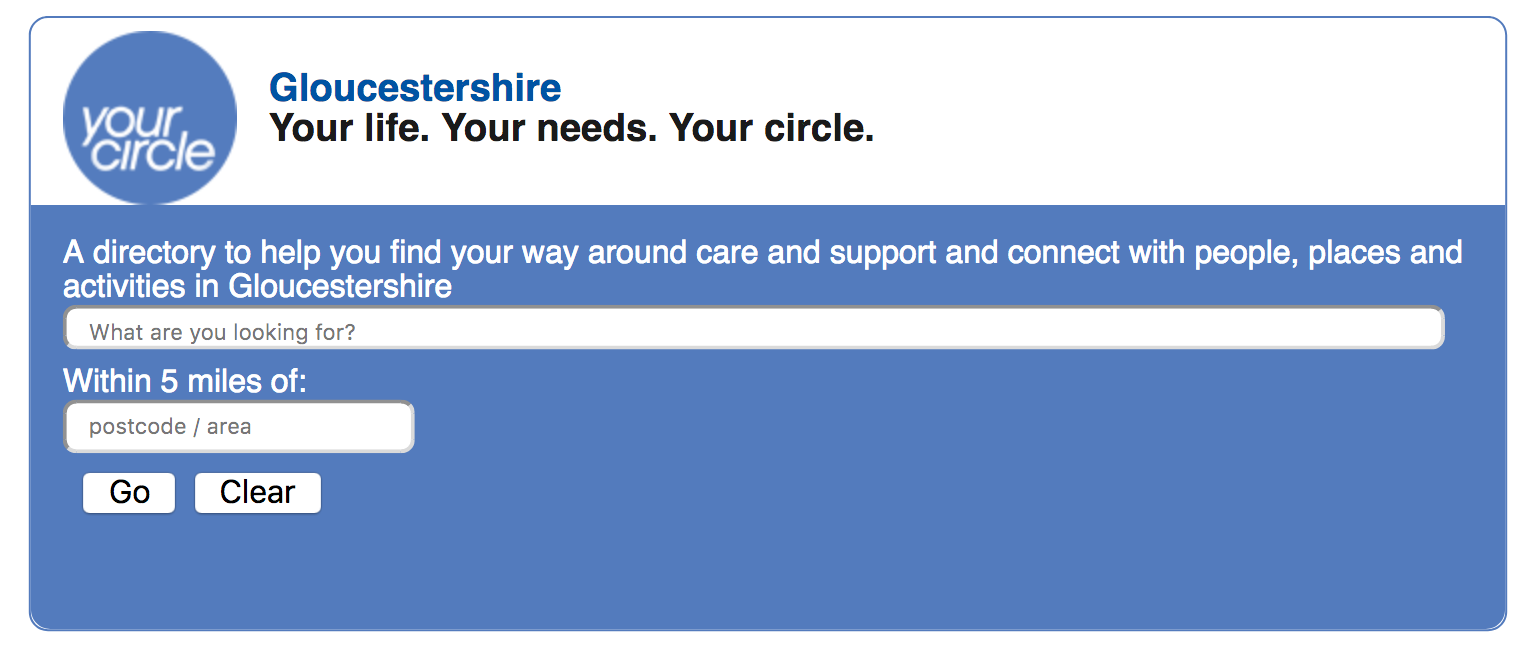 your
circle
Gloucestershire
Your life. Your needs. Your circle.
A directory to help you find your way around care and support and connect with people, places and
activities in Gloucestershire
What are you looking for?
Within 5 miles of:
postcode / area
Go Clear